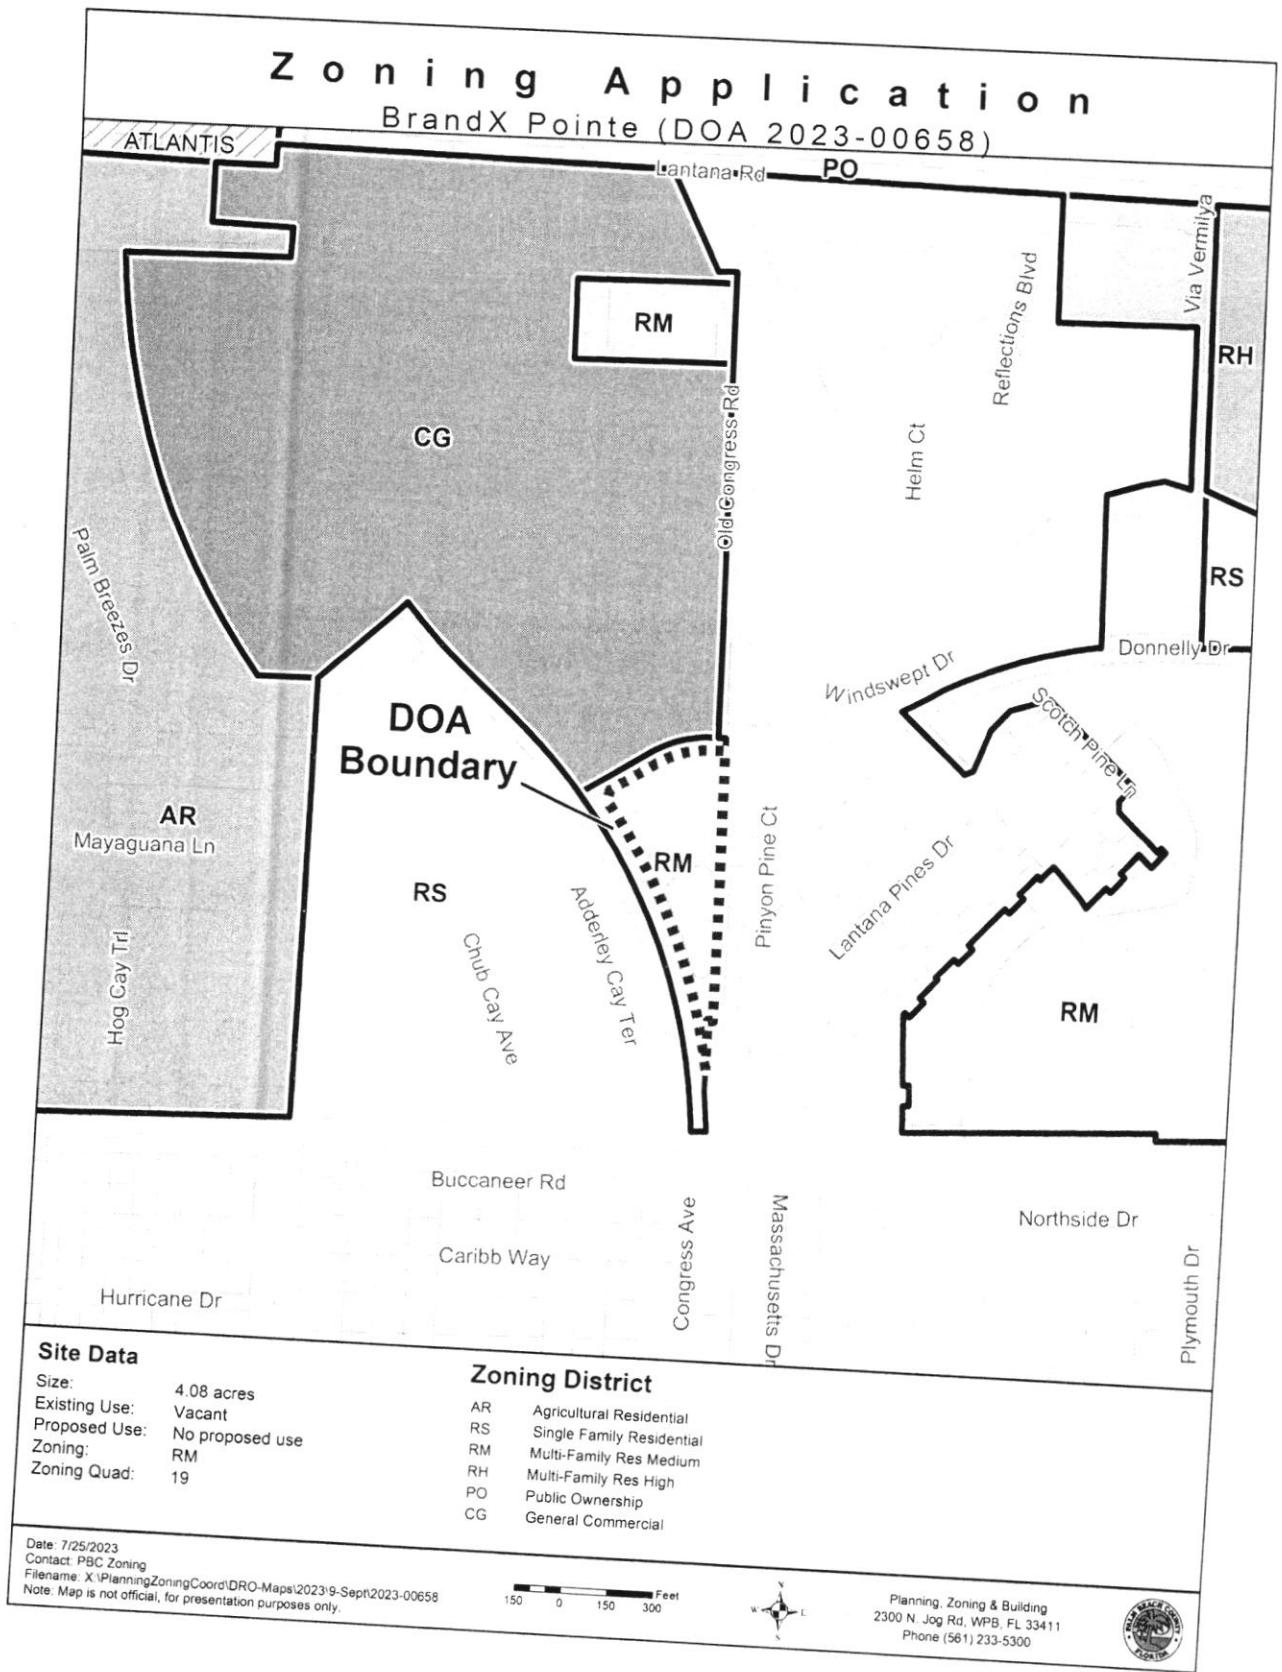 Zoning Application
BrandX Pointe (DOA 2023-00658)
ATLANTIS
Lantana Rd
PO
Via Vermilya
Reflections Blvd
RM
RH
Old Congress Rd
CG
Helm Ct
Palm Breezes Dr
RS
Donnelly Dr
Windswept Dr
Scotch Pine Ln
DOA
Boundary
AR
Mayaguana Ln
RM
Pinyon Pine Ct
Lantana Pines Dr
RS
Adderley Cay Ter
Chub Cay Ave
Hog Cay Trl
RM
Buccaneer Rd
Congress Ave
Massachusetts Dr
Northside Dr
Caribb Way
Plymouth Dr
Hurricane Dr
Site Data
Size: 4.08 acres
Existing Use: Vacant
Proposed Use: No proposed use
Zoning: RM
Zoning Quad: 19
Zoning District
AR Agricultural Residential
RS Single Family Residential
RM Multi-Family Res Medium
RH Multi-Family Res High
PO Public Ownership
CG General Commercial
Date: 7/25/2023
Contact: PBC Zoning
Filename: X:\PlanningZoningCoord\DRO-Maps\2023\9-Sept\2023-00658
Note: Map is not official, for presentation purposes only.
150 0 150 300 Feet
N
W
S
Planning, Zoning & Building
2300 N. Jog Rd, WPB, FL 33411
Phone (561) 233-5300
PALM BEACH COUNTY
FLORIDA